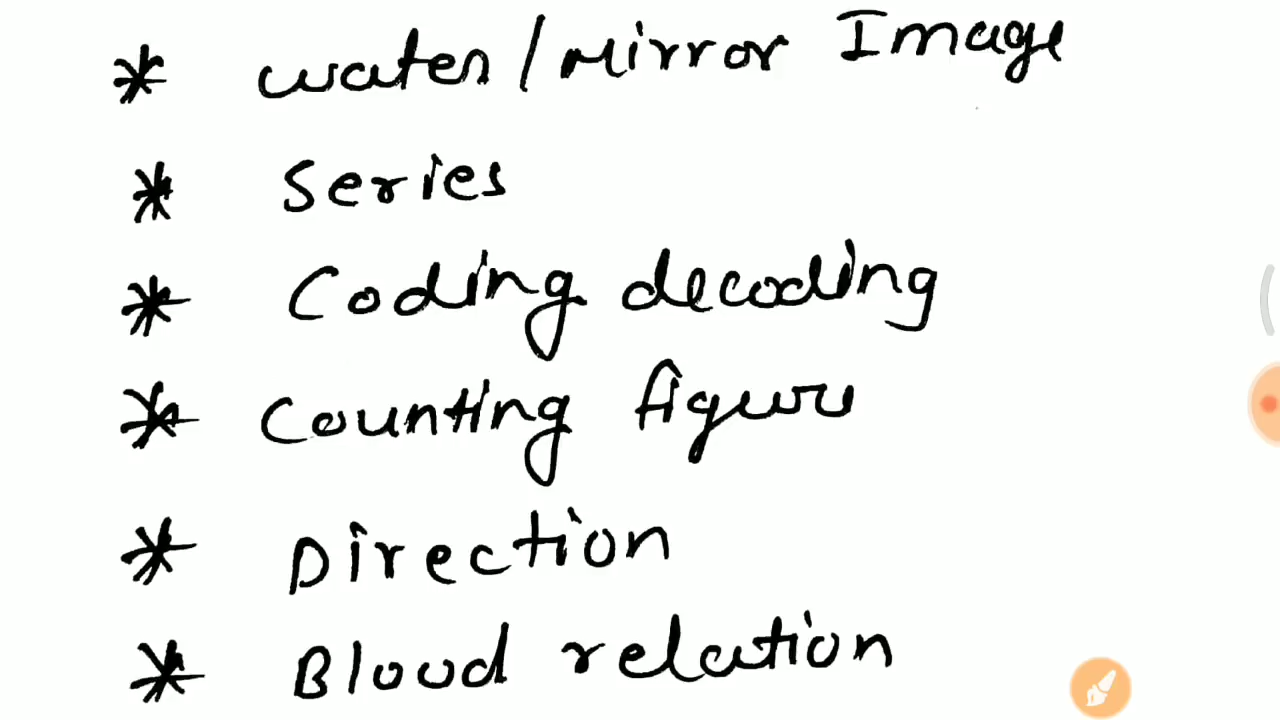 * Water/Mirror Image
* Series
* Coding decoding
* Counting figure
* Direction
* Blood relation